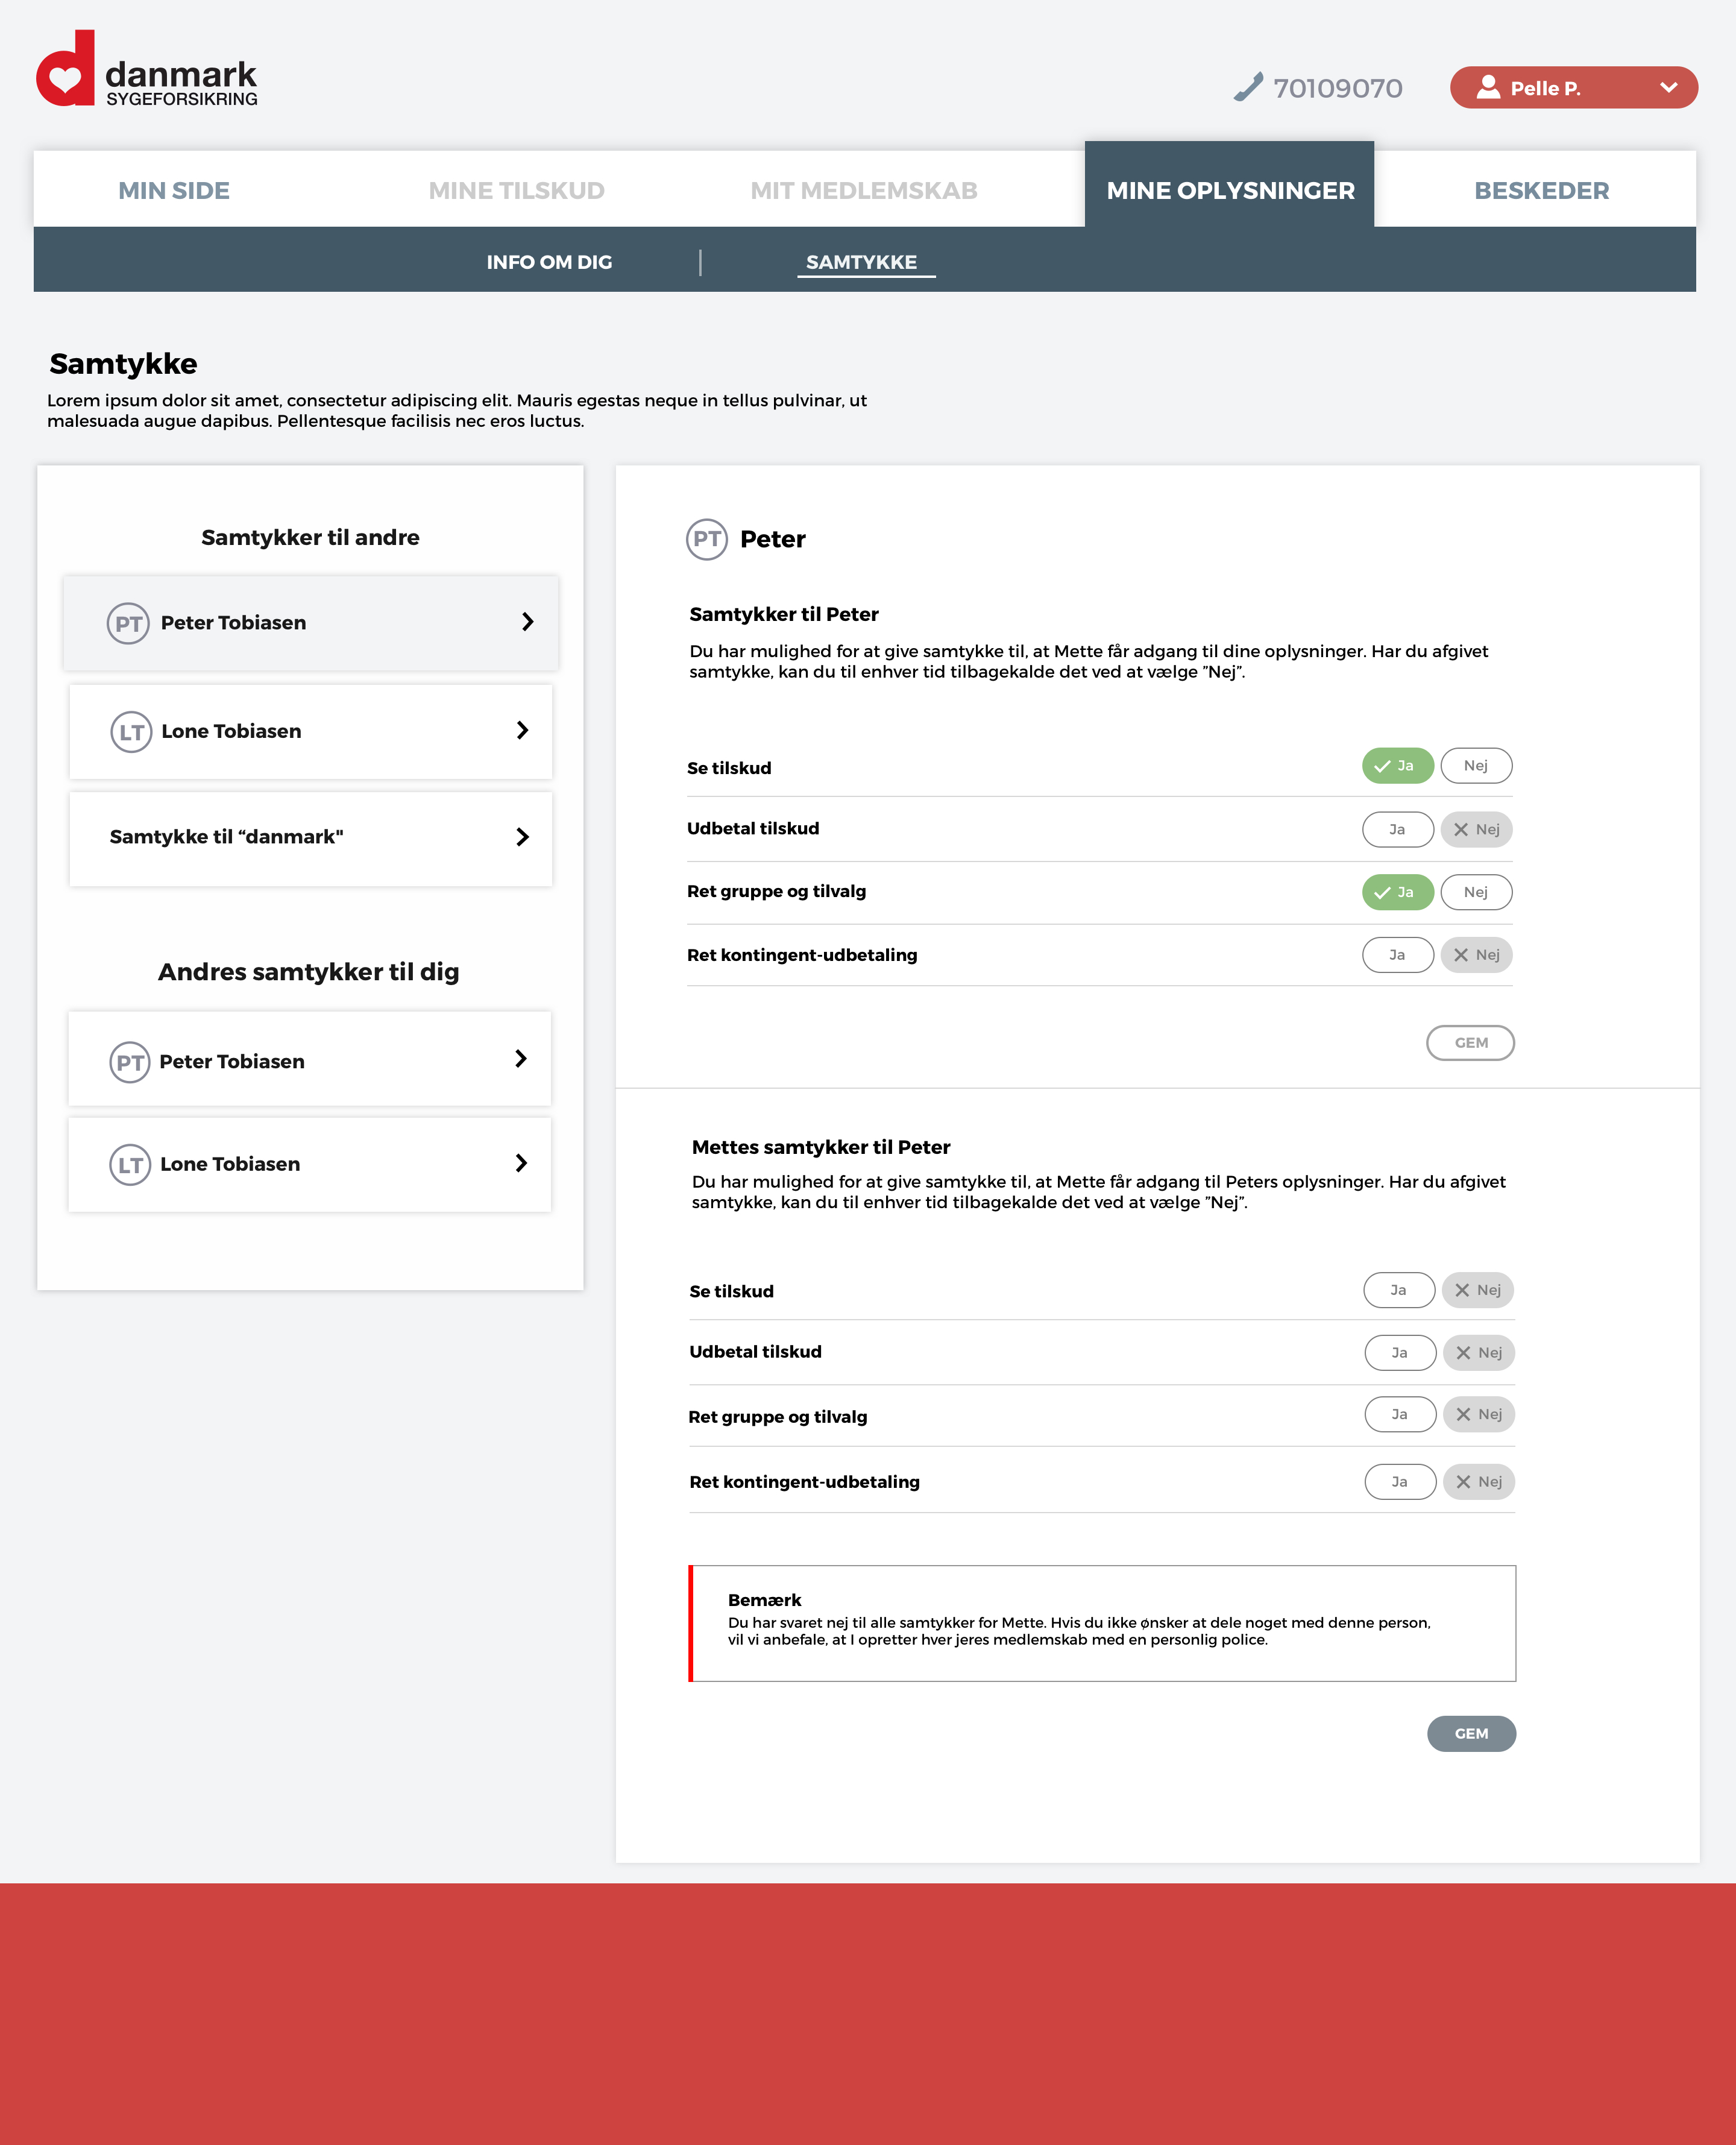 danmark
SYGEFORSIKRING
70109070
Pelle P.
MIN SIDE
MINE TILSKUD
MIT MEDLEMSKAB
MINE OPLYSNINGER
BESKEDER
INFO OM DIG
SAMTYKKE
Samtykke
Lorem ipsum dolor sit amet, consectetur adipiscing elit. Mauris egestas neque in tellus pulvinar, ut
malesuada augue dapibus. Pellentesque facilisis nec eros luctus.
Samtykker til andre
PT Peter Tobiasen
LT Lone Tobiasen
Samtykke til “danmark"
Andres samtykker til dig
PT Peter Tobiasen
LT Lone Tobiasen
PT Peter
Samtykker til Peter
Du har mulighed for at give samtykke til, at Mette får adgang til dine oplysninger. Har du afgivet
samtykke, kan du til enhver tid tilbagekalde det ved at vælge ”Nej”.
Se tilskud Ja Nej
Udbetal tilskud Ja Nej
Ret gruppe og tilvalg Ja Nej
Ret kontingent-udbetaling Ja Nej
GEM
Mettes samtykker til Peter
Du har mulighed for at give samtykke til, at Mette får adgang til Peters oplysninger. Har du afgivet
samtykke, kan du til enhver tid tilbagekalde det ved at vælge ”Nej”.
Se tilskud Ja Nej
Udbetal tilskud Ja Nej
Ret gruppe og tilvalg Ja Nej
Ret kontingent-udbetaling Ja Nej
Bemærk
Du har svaret nej til alle samtykker for Mette. Hvis du ikke ønsker at dele noget med denne person,
vil vi anbefale, at I opretter hver jeres medlemskab med en personlig police.
GEM